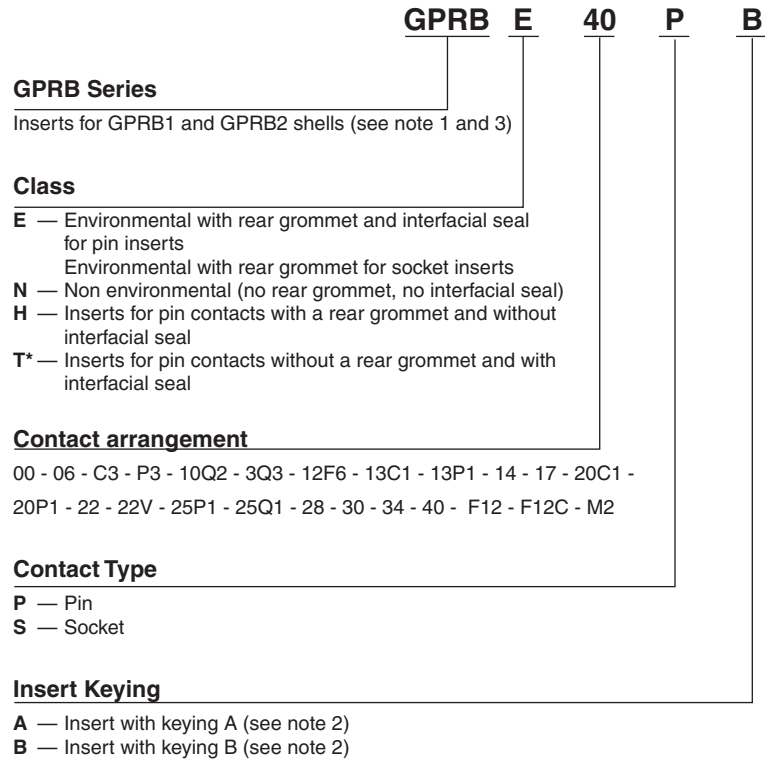 GPRB E 40 P B
GPRB Series
Inserts for GPRB1 and GPRB2 shells (see note 1 and 3)
Class
E — Environmental with rear grommet and interfacial seal
for pin inserts
Environmental with rear grommet for socket inserts
N — Non environmental (no rear grommet, no interfacial seal)
H — Inserts for pin contacts with a rear grommet and without
interfacial seal
T* — Inserts for pin contacts without a rear grommet and with
interfacial seal
Contact arrangement
00 - 06 - C3 - P3 - 10Q2 - 3Q3 - 12F6 - 13C1 - 13P1 - 14 - 17 - 20C1 -
20P1 - 22 - 22V - 25P1 - 25Q1 - 28 - 30 - 34 - 40 - F12 - F12C - M2
Contact Type
P — Pin
S — Socket
Insert Keying
A — Insert with keying A (see note 2)
B — Insert with keying B (see note 2)